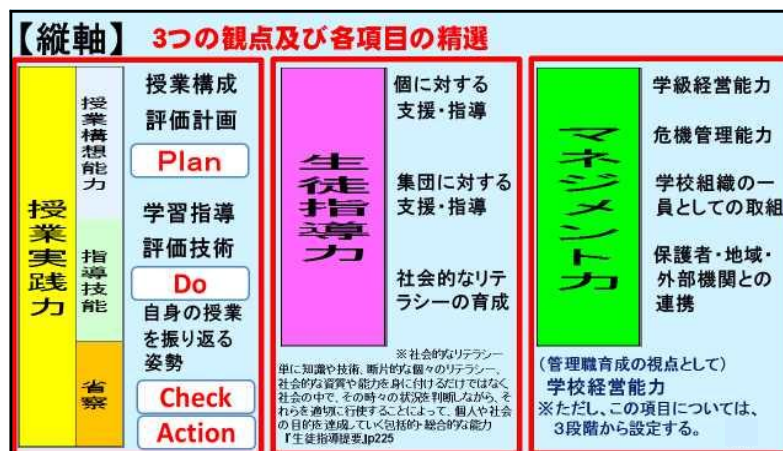 【縦軸】 3つの観点及び各項目の精選
授業実践力
授業構想能力
授業構成
評価計画
Plan
指導技能
学習指導
評価技術
Do
省察
自身の授業
を振り返る
姿勢
Check
Action
生徒指導力
個に対する
支援・指導
集団に対する
支援・指導
社会的なリテ
ラシーの育成
※社会的なリテラシー
単に知識や技術、断片的な個々のリテラシー、
社会的な資質や能力を身に付けるだけではなく
社会の中で、その時々の状況を判断しながら、そ
れらを適切に行使することによって、個人や社会
の目的を達成していく包括的・総合的な能力
『生徒指導提要』p225
マネジメント力
学級経営能力
危機管理能力
学校組織の一
員としての取組
保護者・地域・
外部機関との
連携
(管理職育成の視点として)
学校経営能力
※ただし、この項目については、
3段階から設定する。